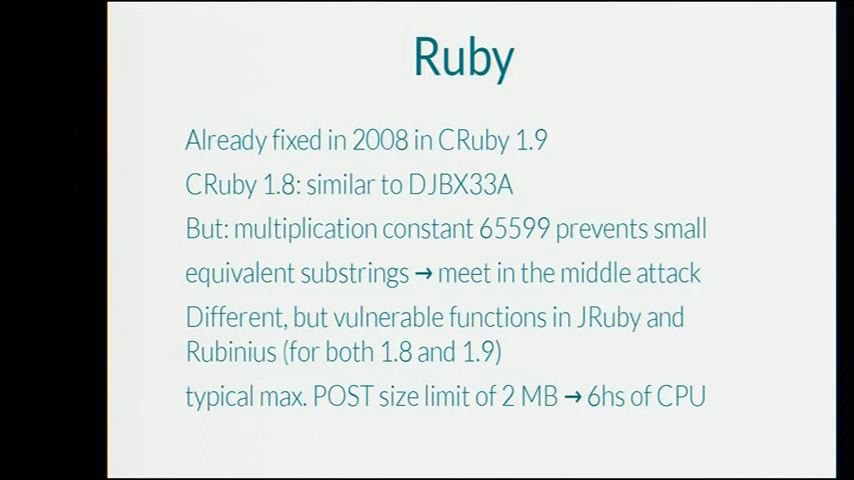 Ruby
Already fixed in 2008 in CRuby 1.9
CRuby 1.8: similar to DJBX33A
But: multiplication constant 65599 prevents small
equivalent substrings → meet in the middle attack
Different, but vulnerable functions in JRuby and
Rubinius (for both 1.8 and 1.9)
typical max. POST size limit of 2 MB → 6hs of CPU